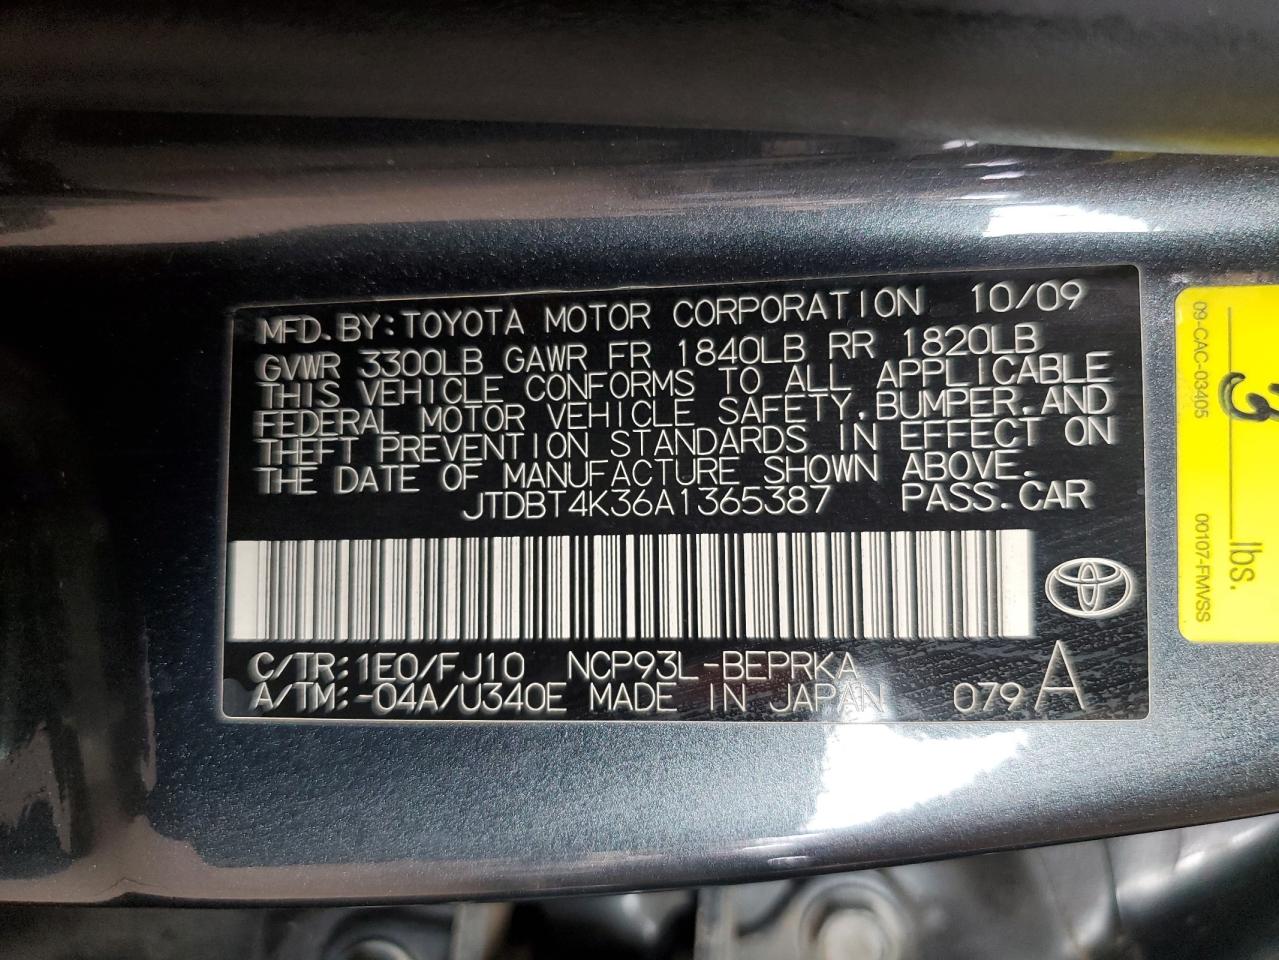 MFD.BY:TOYOTA MOTOR CORPORATION 10/09
GVWR 3300LB GAWR FR 1840LB RR 1820LB
THIS VEHICLE CONFORMS TO ALL APPLICABLE
FEDERAL MOTOR VEHICLE SAFETY,BUMPER,AND
THEFT PREVENTION STANDARDS IN EFFECT ON
THE DATE OF MANUFACTURE SHOWN ABOVE.
JTDBT4K36A1365387 PASS.CAR
C/TR:1E0/FJ10 NCP93L-BEPRKA
A/TM:-04A/U340E MADE IN JAPAN 079 A
09-CAC-03405
00107-FMVSS
3
lbs.